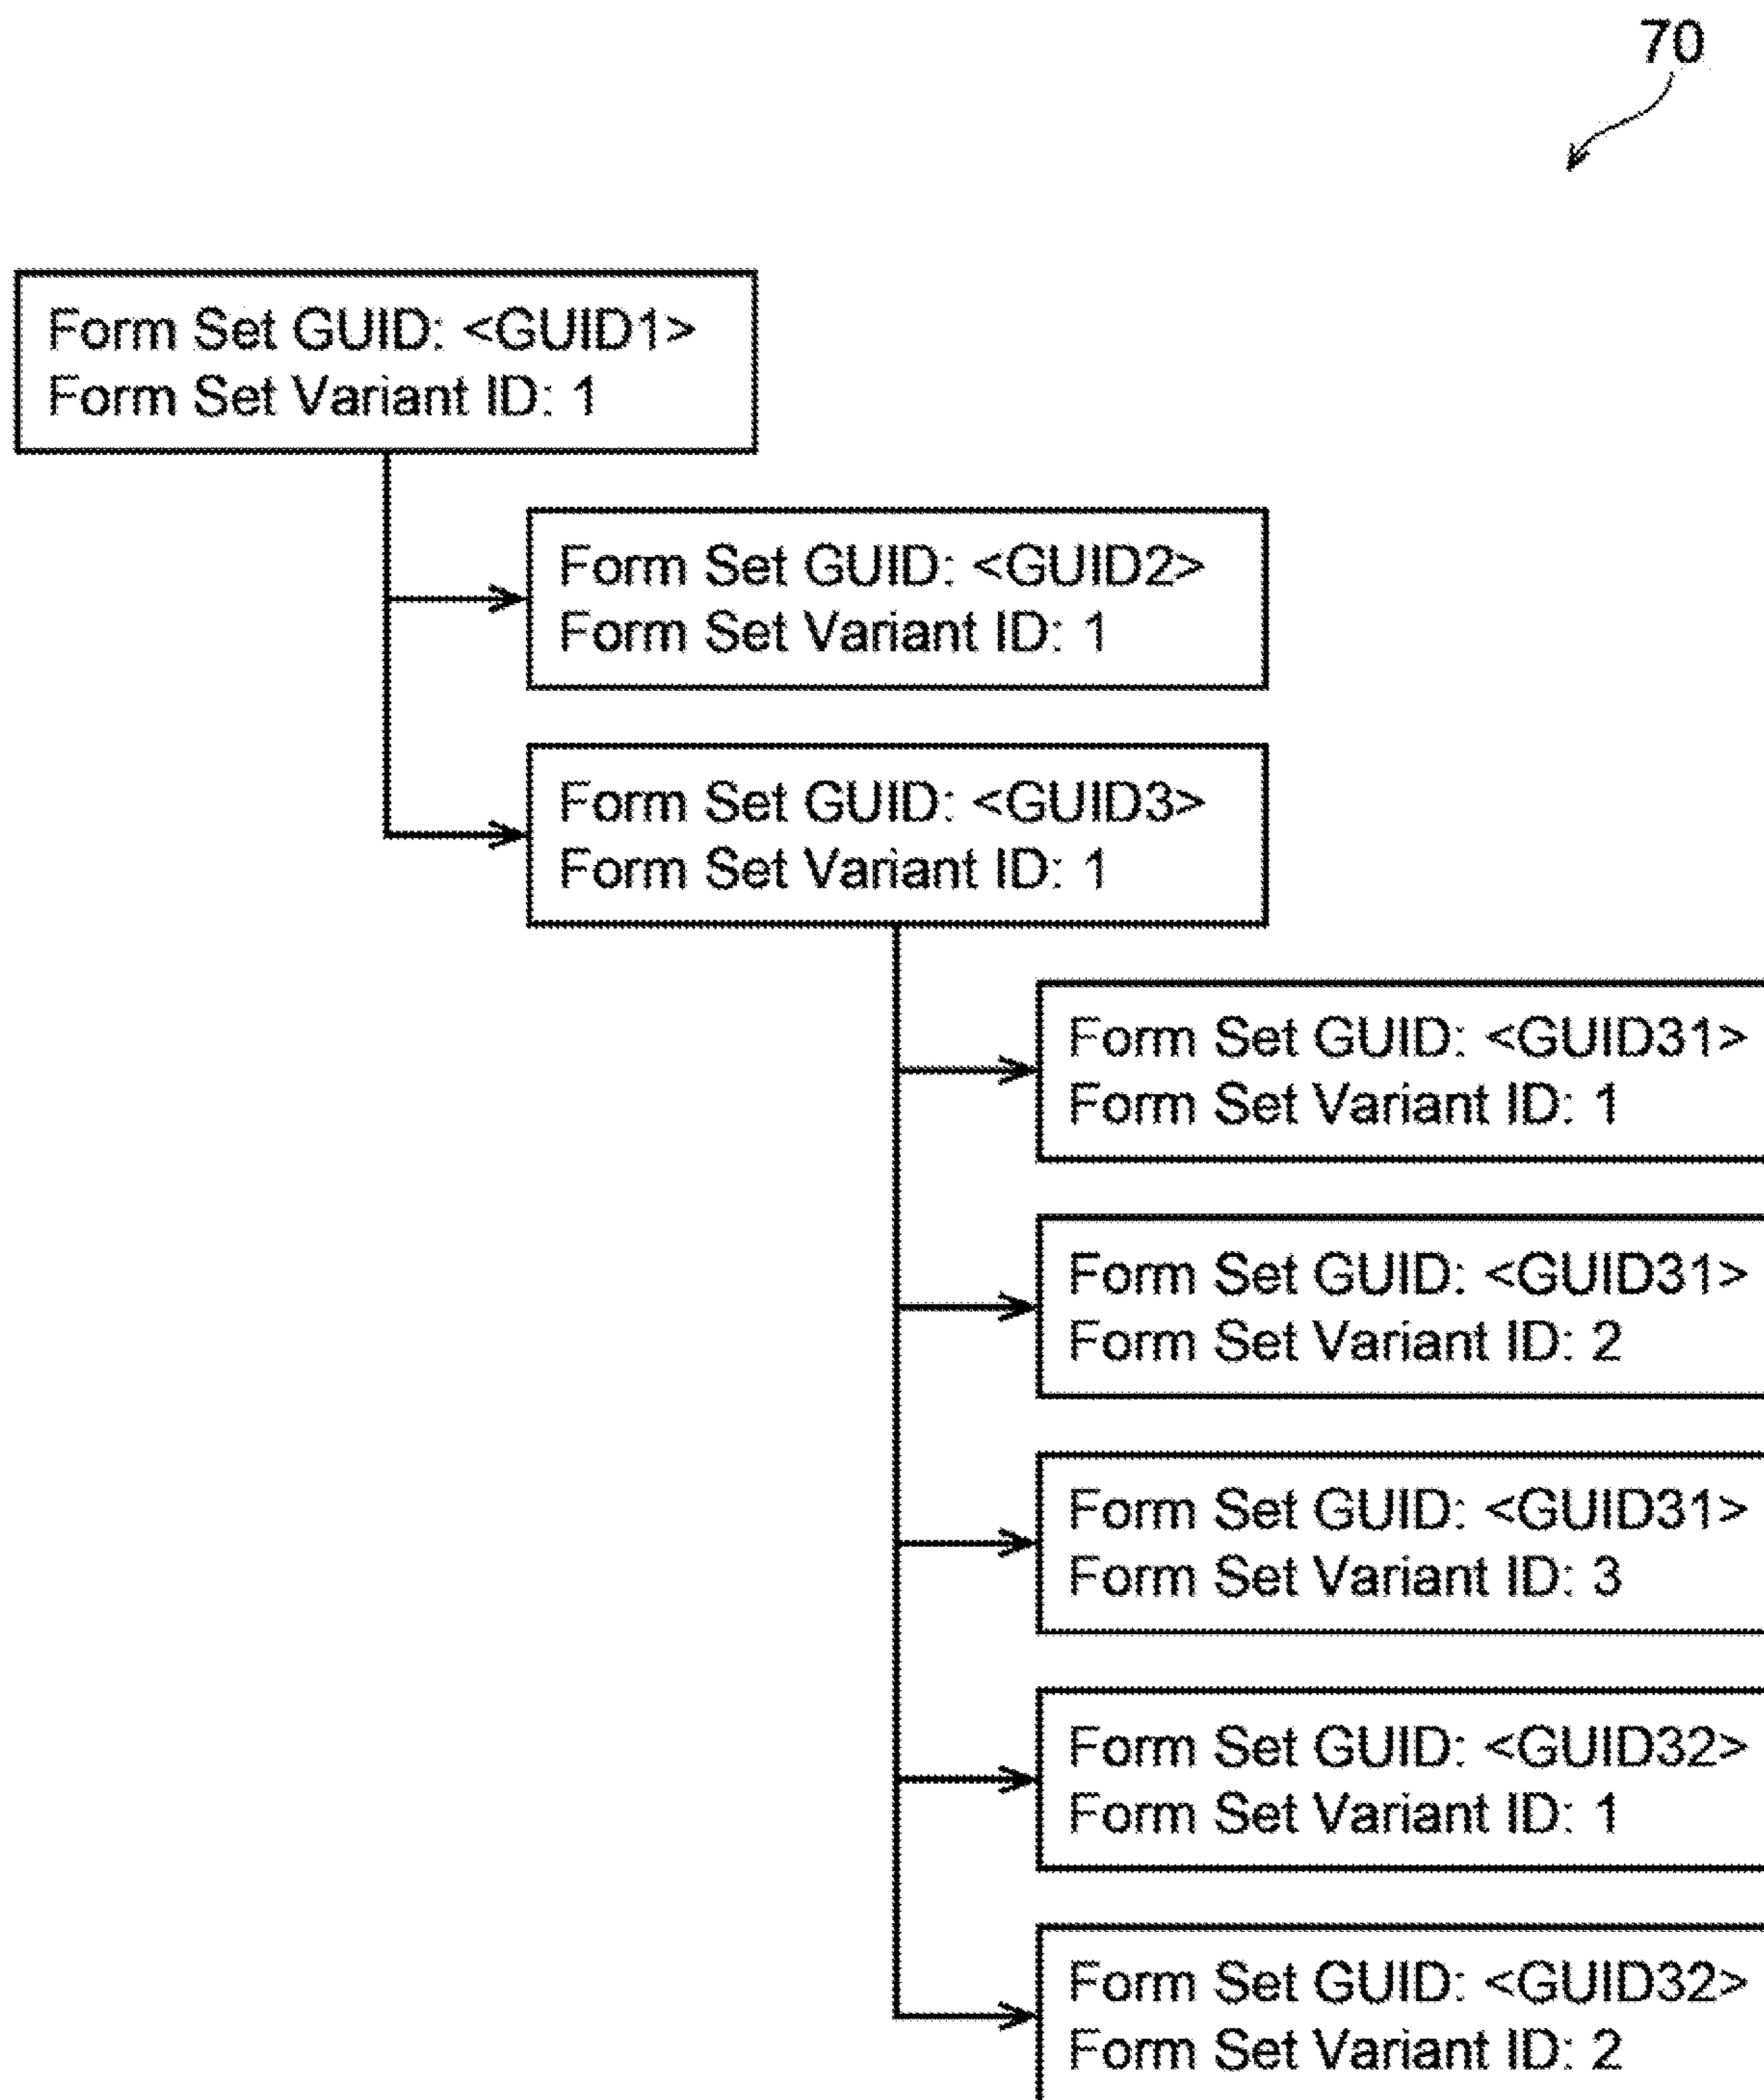 70
Form Set GUID: <GUID1>
Form Set Variant ID: 1
Form Set GUID: <GUID2>
Form Set Variant ID: 1
Form Set GUID: <GUID3>
Form Set Variant ID: 1
Form Set GUID: <GUID31>
Form Set Variant ID: 1
Form Set GUID: <GUID31>
Form Set Variant ID: 2
Form Set GUID: <GUID31>
Form Set Variant ID: 3
Form Set GUID: <GUID32>
Form Set Variant ID: 1
Form Set GUID: <GUID32>
Form Set Variant ID: 2